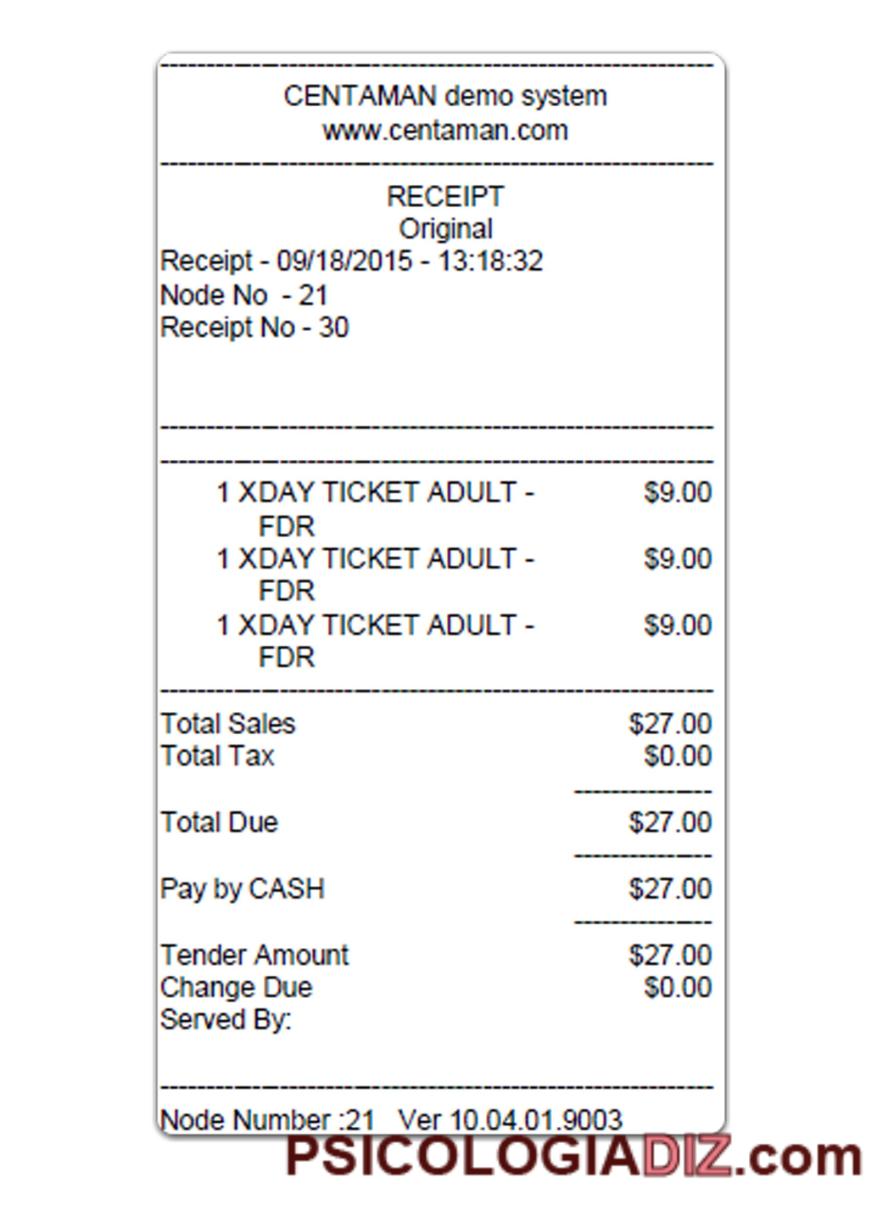 CENTAMAN demo system
www.centaman.com
RECEIPT
Original
Receipt - 09/18/2015 - 13:18:32
Node No - 21
Receipt No - 30
1 XDAY TICKET ADULT - $9.00
FDR
1 XDAY TICKET ADULT - $9.00
FDR
1 XDAY TICKET ADULT - $9.00
FDR
Total Sales $27.00
Total Tax $0.00
Total Due $27.00
Pay by CASH $27.00
Tender Amount $27.00
Change Due $0.00
Served By:
Node Number :21 Ver 10.04.01.9003
PSICOLOGIADIZ.com